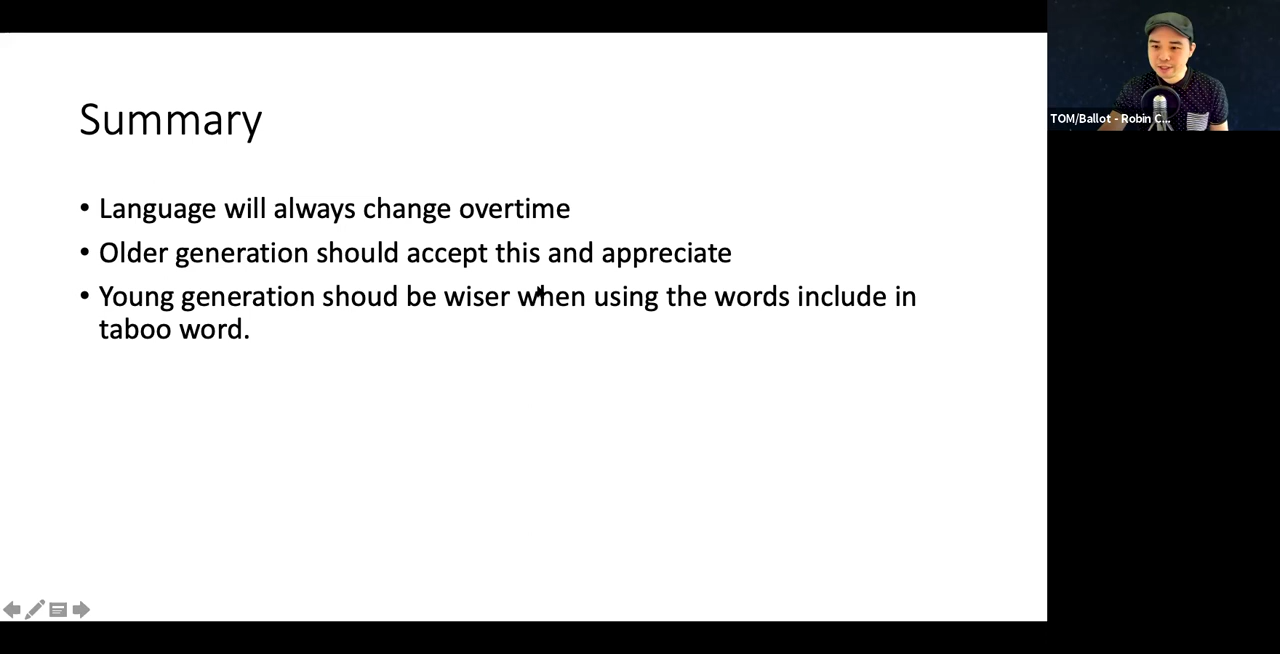 Summary
• Language will always change overtime
• Older generation should accept this and appreciate
• Young generation shoud be wiser when using the words include in
taboo word.
TOM/Ballot - Robin C...